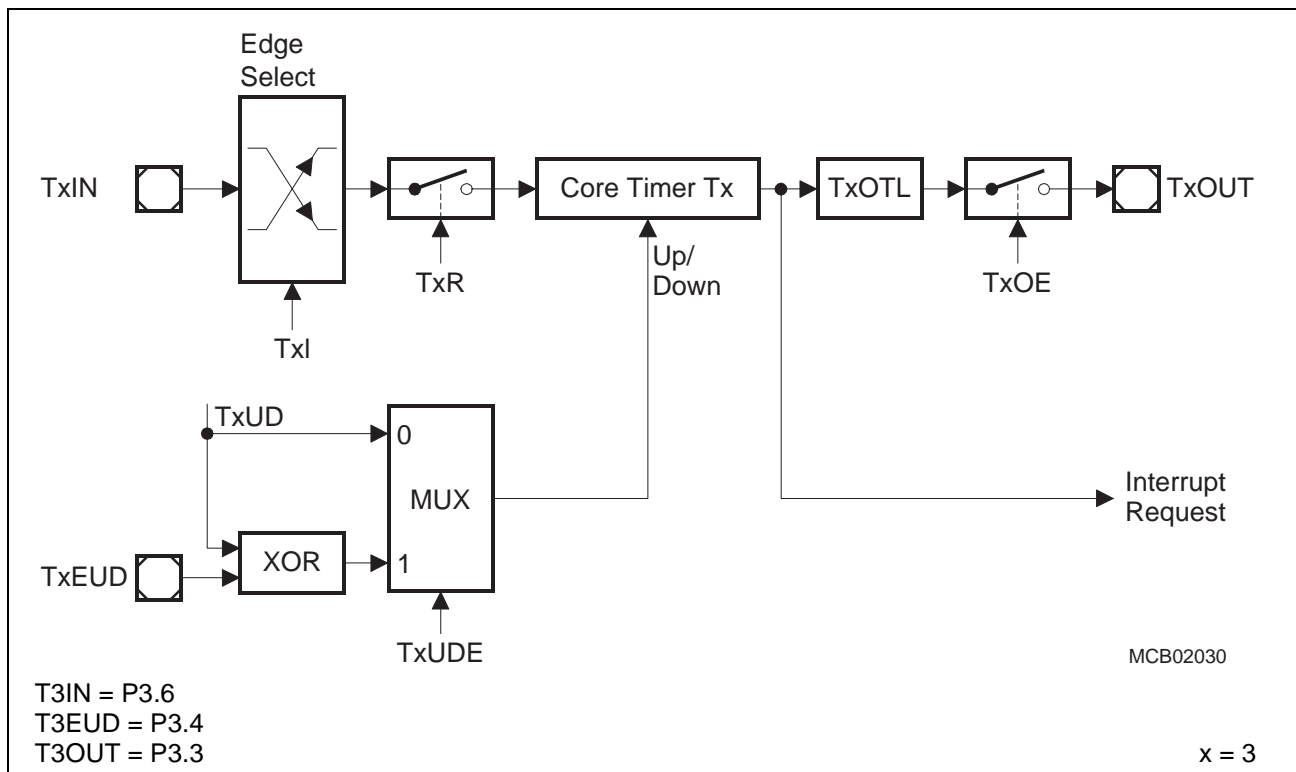 Edge
Select
TxIN
Core Timer Tx
TxOTL
TxOUT
TxR
Up/
Down
TxOE
TxI
TxUD
0
MUX
Interrupt
Request
XOR
1
TxEUD
TxUDE
MCB02030
T3IN = P3.6
T3EUD = P3.4
T3OUT = P3.3
x = 3